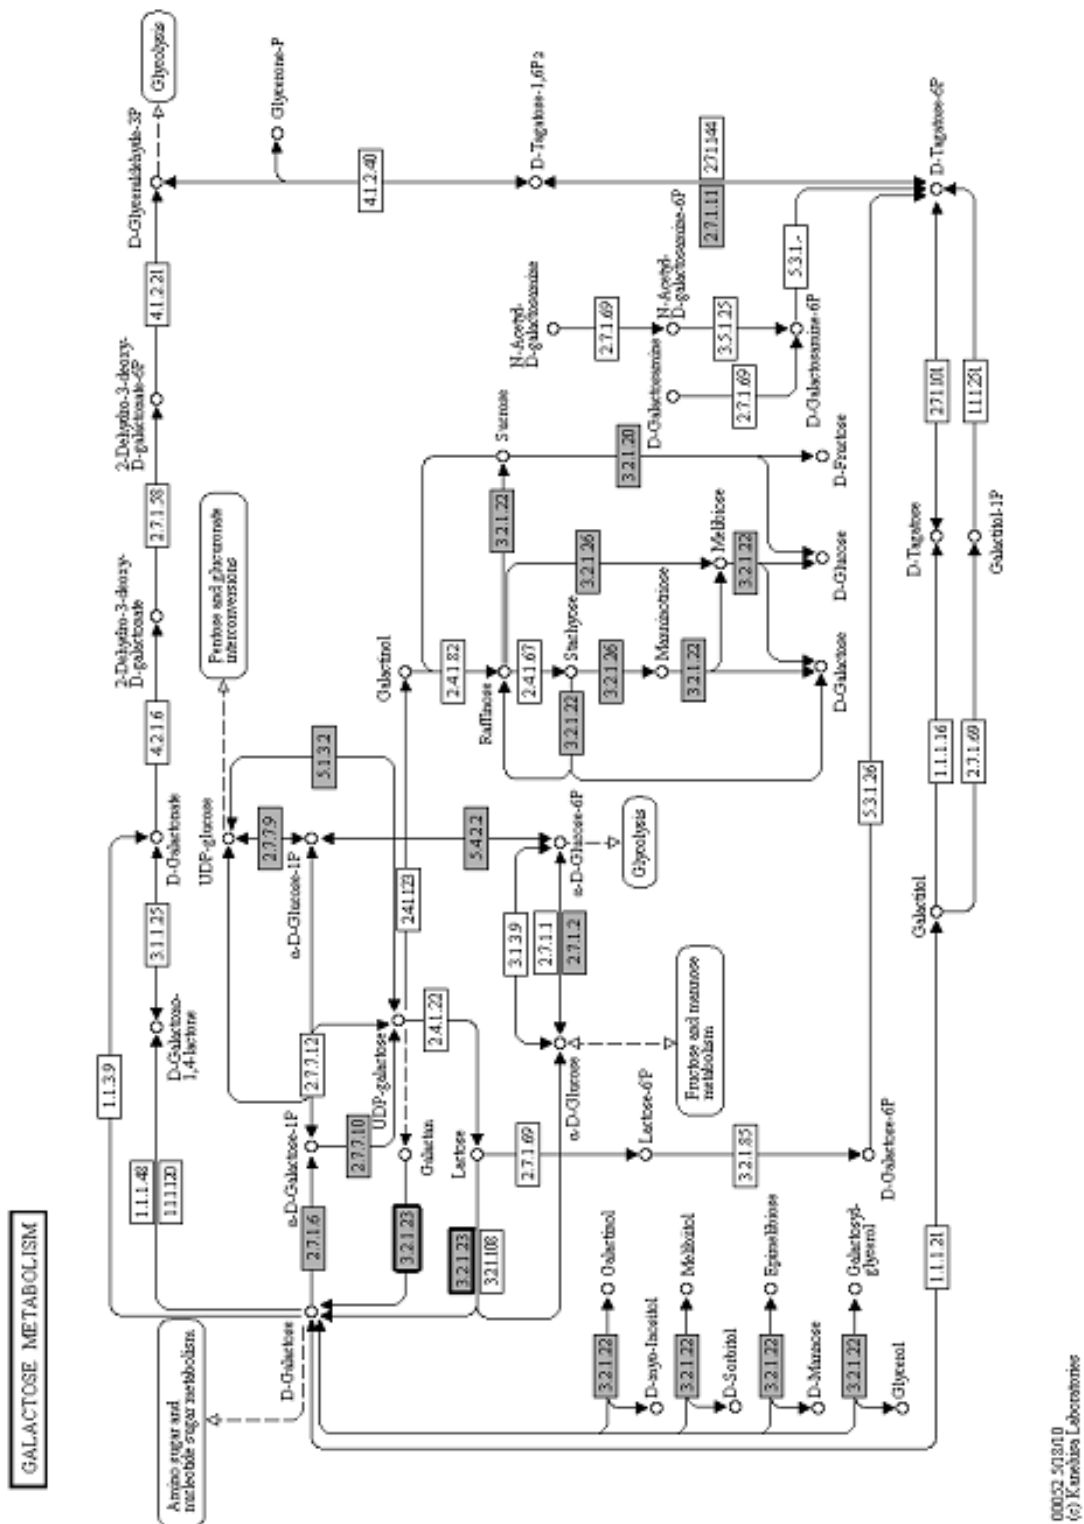 GALACTOSE METABOLISM
1.1.3.9
Amino sugar and
nucleotide sugar metabolism
1.1.1.48
1.1.1.120
D-Galactono-
1,4-lactone
3.1.1.25
D-Galactonate
4.2.1.6
2-Dehydro-3-deoxy-
D-galactonate
2.7.1.58
2-Dehydro-3-deoxy-
D-galactonate-6P
4.1.2.21
D-Glyceraldehyde-3P
Glycolysis
UDP-glucose
Pentose and glucuronate
interconversions
Glycerone-P
D-Galactose
2.7.1.6
α-D-Galactose-1P
2.7.7.12
α-D-Glucose-1P
2.7.7.9
5.1.3.2
2.7.7.10
UDP-galactose
4.1.2.40
3.2.1.23
Galactan
2.4.1.123
Galactinol
2.4.1.22
3.2.1.23
3.2.1.108
Lactose
5.4.2.2
2.4.1.82
Raffinose
3.2.1.22
Sucrose
2.7.1.69
3.1.3.9
2.7.1.1
2.7.1.2
α-D-Glucose
α-D-Glucose-6P
2.4.1.67
Stachyose
3.2.1.22
N-Acetyl-
D-galactosamine
D-Tagatose-1,6P2
3.2.1.22
Galactinol
D-myo-Inositol
Lactose-6'P
Glycolysis
3.2.1.26
3.2.1.26
3.2.1.20
2.7.1.69
Manninotriose
D-Galactosamine
N-Acetyl-
D-galactosamine-6P
3.2.1.22
Melibiitol
D-Sorbitol
Fructose and mannose
metabolism
3.2.1.22
Melibiose
3.2.1.22
2.7.1.69
3.5.1.25
2.7.1.11
2.7.1.144
3.2.1.85
3.2.1.22
Epimelibiose
D-Mannose
D-Galactosamine-6P
5.3.1.-
D-Galactose
D-Glucose
D-Fructose
3.2.1.22
Galactosyl-
glycerol
Glycerol
D-Galactose-6P
5.3.1.26
1.1.1.21
Galactitol
1.1.1.16
D-Tagatose
2.7.1.101
D-Tagatose-6P
2.7.1.69
Galactitol-1P
1.1.1.251
00052 5/18/10
(c) Kanehisa Laboratories